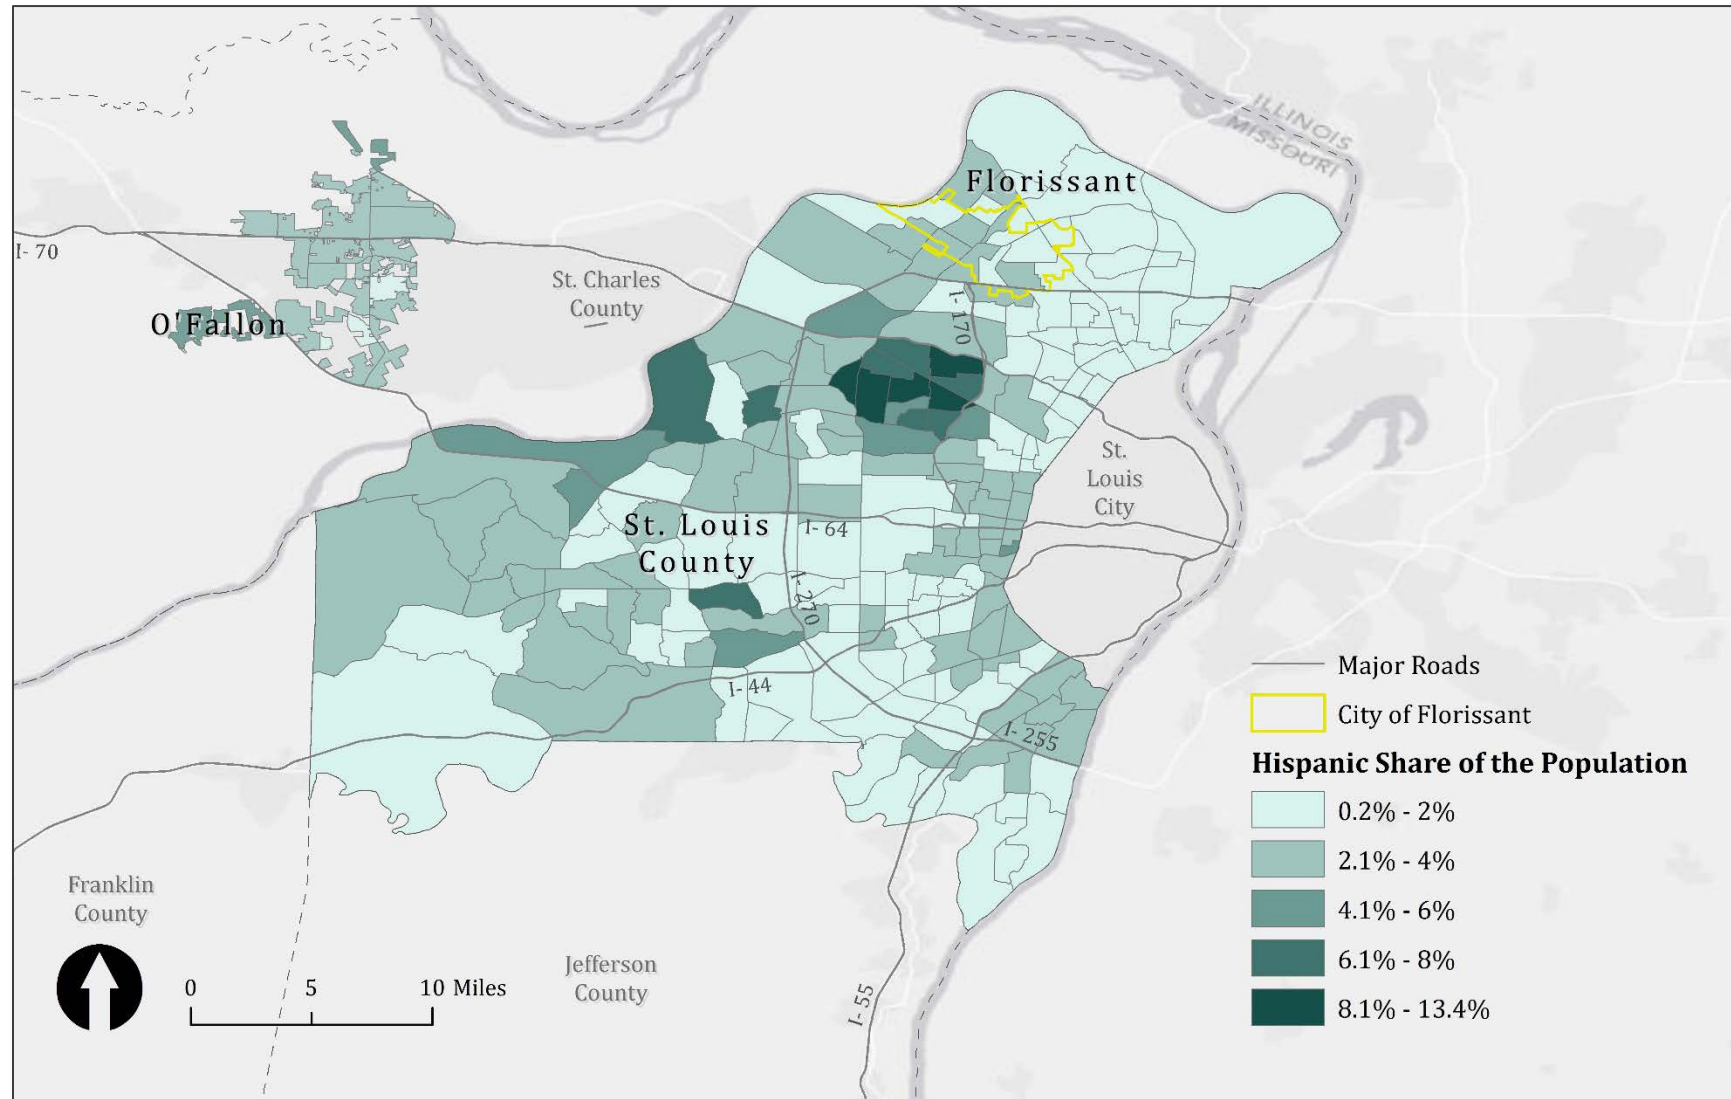 ILLINOIS
MISSOURI
Florissant
I- 70
St. Charles
County
O'Fallon
I- 170
St.
Louis
City
St. Louis
County
I- 64
I- 270
I- 44
I- 255
Major Roads
City of Florissant
Hispanic Share of the Population
0.2% - 2%
2.1% - 4%
4.1% - 6%
6.1% - 8%
8.1% - 13.4%
Franklin
County
Jefferson
County
0 5 10 Miles
I- 55